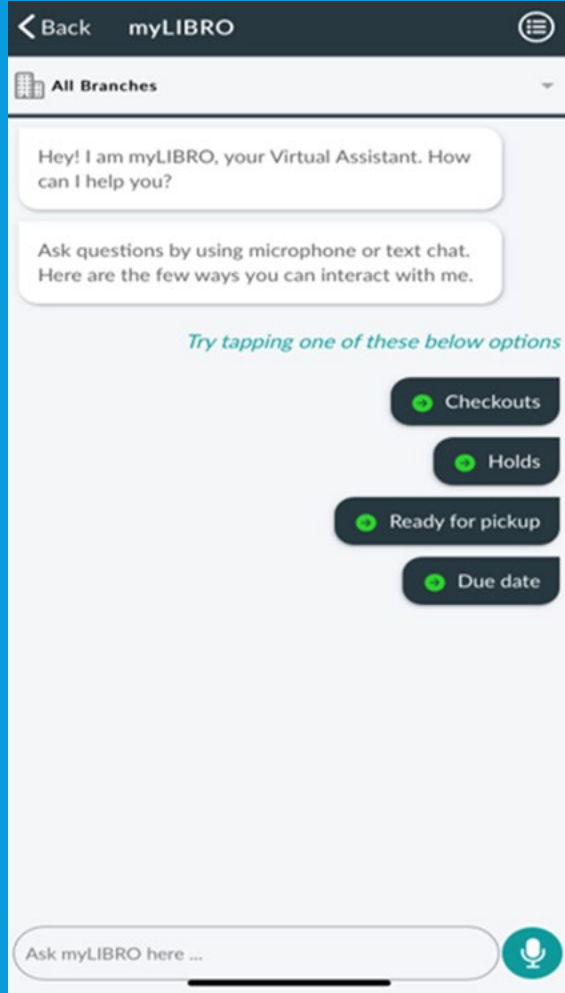 Back myLIBRO
All Branches
Hey! I am myLIBRO, your Virtual Assistant. How
can I help you?
Ask questions by using microphone or text chat.
Here are the few ways you can interact with me.
Try tapping one of these below options
Checkouts
Holds
Ready for pickup
Due date
Ask myLIBRO here ...